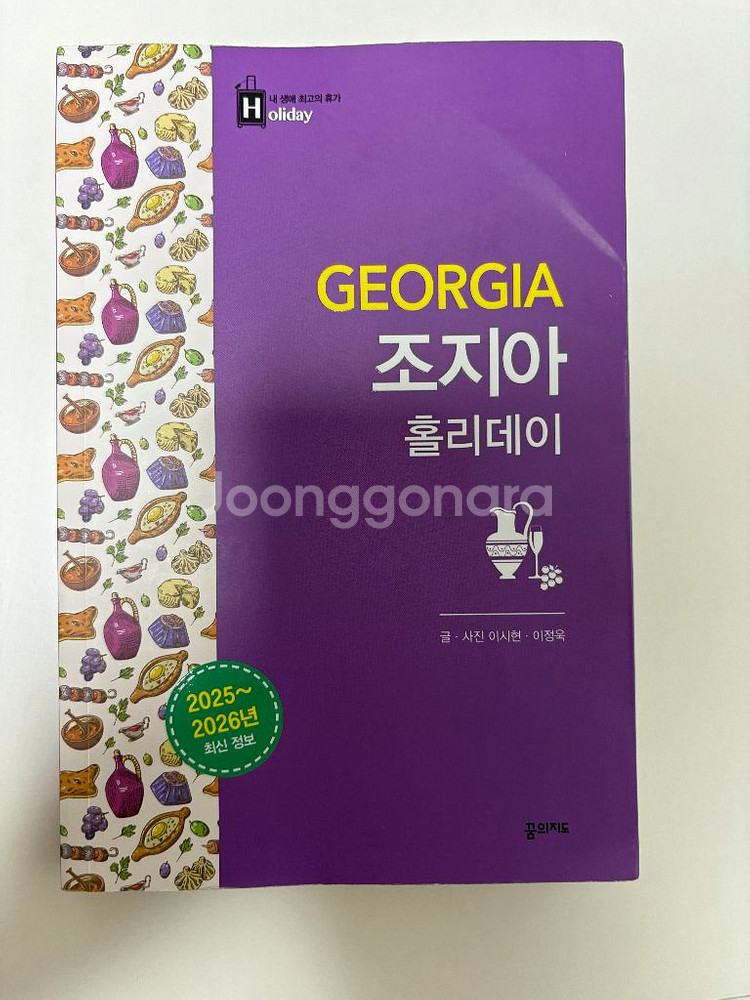 내 생애 최고의 휴가
Holiday
GEORGIA
조지아
홀리데이
Joonggonara
글 · 사진 이시현 · 이정욱
2025~
2026년
최신 정보
꿈의지도